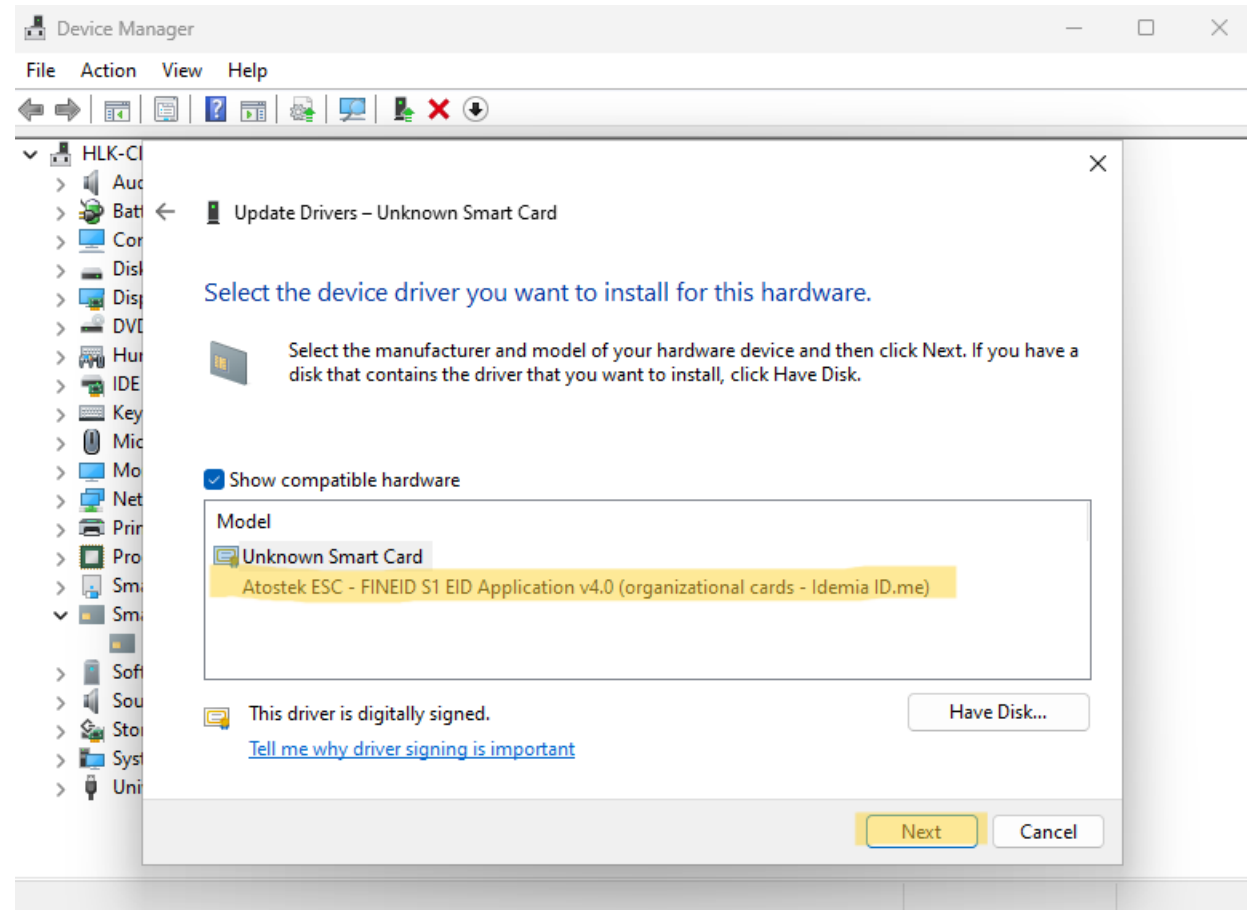 Device Manager
File Action View Help
HLK-Cl
Update Drivers – Unknown Smart Card
Select the device driver you want to install for this hardware.
Select the manufacturer and model of your hardware device and then click Next. If you have a
disk that contains the driver that you want to install, click Have Disk.
Show compatible hardware
Model
Unknown Smart Card
Atostek ESC - FINEID S1 EID Application v4.0 (organizational cards - Idemia ID.me)
This driver is digitally signed.
Have Disk...
Tell me why driver signing is important
Next
Cancel
Aud
Batt
Cor
Disk
Disp
DVD
Hur
IDE
Key
Mic
Mo
Net
Prin
Pro
Sma
Sma
Soft
Sou
Stor
Syst
Uni